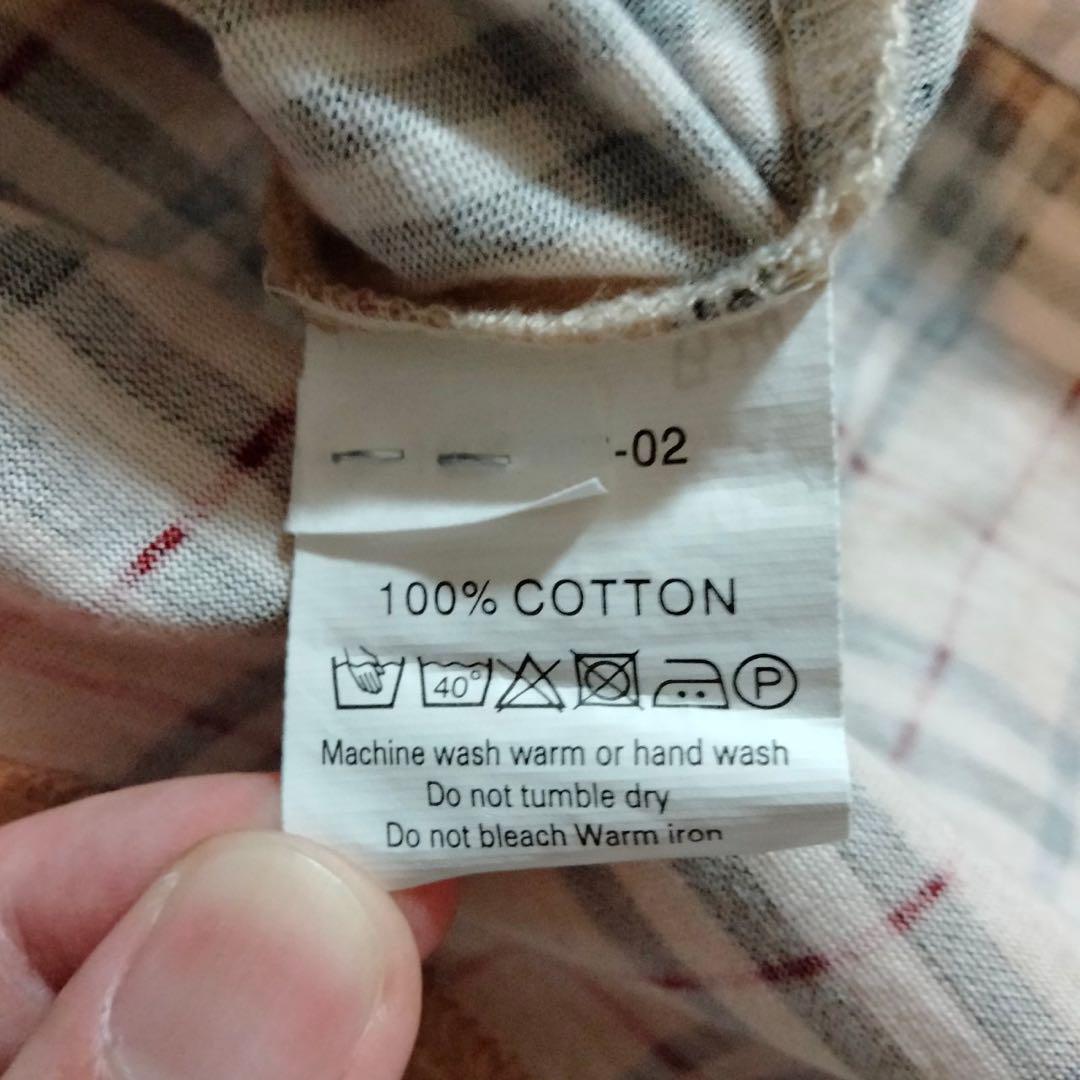 -02
100% COTTON
40° P
Machine wash warm or hand wash
Do not tumble dry
Do not bleach Warm iron